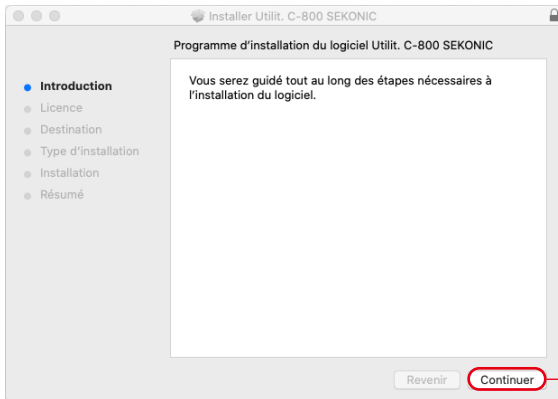 Installer Utilit. C-800 SEKONIC
Programme d'installation du logiciel Utilit. C-800 SEKONIC
Introduction
Licence
Destination
Type d'installation
Installation
Résumé
Vous serez guidé tout au long des étapes nécessaires à
l'installation du logiciel.
Revenir
Continuer